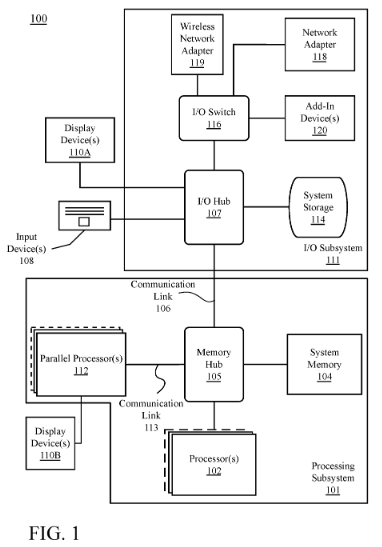 100
Wireless
Network
Adapter
119
Network
Adapter
118
I/O Switch
116
Add-In
Device(s)
120
Display
Device(s)
110A
I/O Hub
107
System
Storage
114
Input
Device(s)
108
I/O Subsystem
111
Communication
Link
106
Parallel Processor(s)
112
Memory
Hub
105
System
Memory
104
Communication
Link
113
Display
Device(s)
110B
Processor(s)
102
Processing
Subsystem
101
FIG. 1